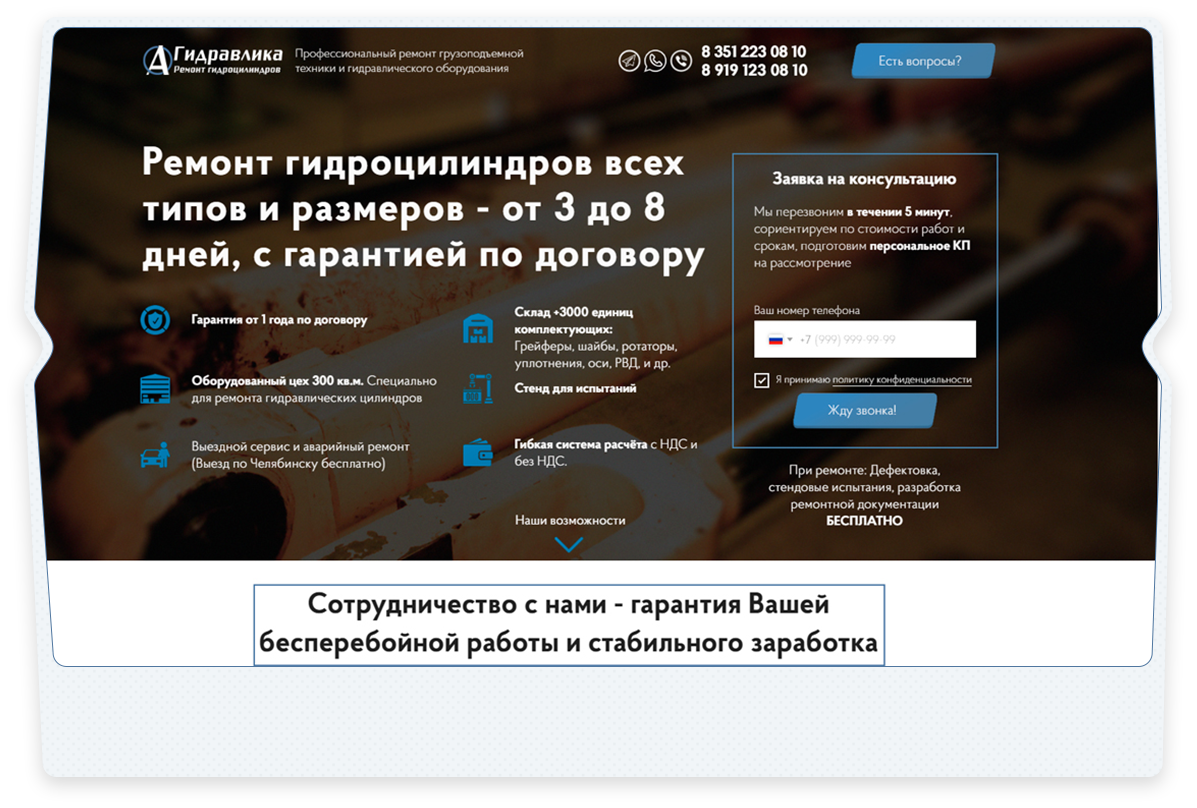 А Гидравлика
Ремонт гидроцилиндров
Профессиональный ремонт грузоподъемной
техники и гидравлического оборудования
8 351 223 08 10
8 919 123 08 10
Есть вопросы?
Ремонт гидроцилиндров всех
типов и размеров - от 3 до 8
дней, с гарантией по договору
Гарантия от 1 года по договору
Оборудованный цех 300 кв.м. Специально
для ремонта гидравлических цилиндров
Выездной сервис и аварийный ремонт
(Выезд по Челябинску бесплатно)
Склад +3000 единиц
комплектующих:
Грейферы, шайбы, ротаторы,
уплотнения, оси, РВД, и др.
Стенд для испытаний
Гибкая система расчёта с НДС и
без НДС.
Наши возможности
Заявка на консультацию
Мы перезвоним в течении 5 минут,
сориентируем по стоимости работ и
срокам, подготовим персональное КП
на рассмотрение
Ваш номер телефона
+7 (999) 999-99-99
Я принимаю политику конфиденциальности
Жду звонка!
При ремонте: Дефектовка,
стендовые испытания, разработка
ремонтной документации
БЕСПЛАТНО
Сотрудничество с нами - гарантия Вашей
бесперебойной работы и стабильного заработка